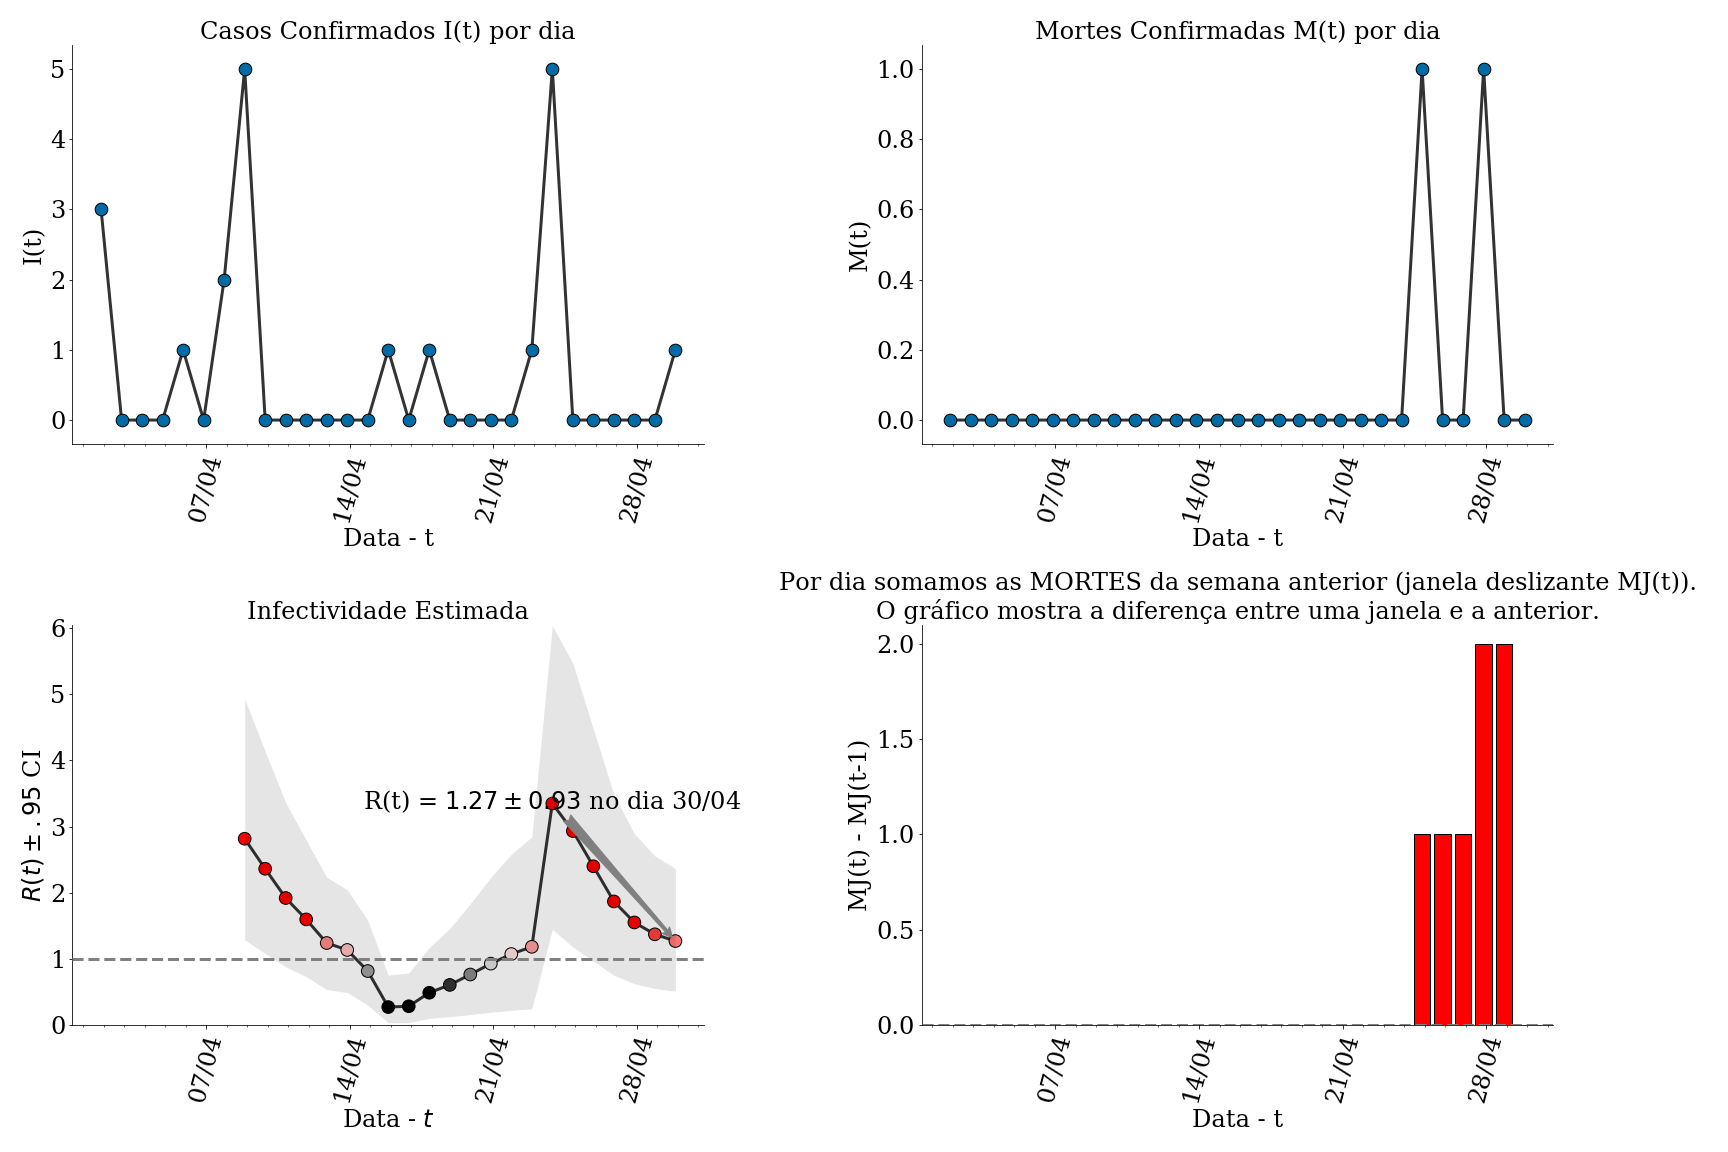 Casos Confirmados I(t) por dia
I(t)
5
4
3
2
1
0
07/04
14/04
21/04
28/04
Data - t
Mortes Confirmadas M(t) por dia
M(t)
1.0
0.8
0.6
0.4
0.2
0.0
07/04
14/04
21/04
28/04
Data - t
Infectividade Estimada
R(t) ± .95 CI
6
5
4
3
2
1
0
R(t) = 1.27 ± 0.93 no dia 30/04
07/04
14/04
21/04
28/04
Data - t
Por dia somamos as MORTES da semana anterior (janela deslizante MJ(t)).
O gráfico mostra a diferença entre uma janela e a anterior.
MJ(t) - MJ(t-1)
2.0
1.5
1.0
0.5
0.0
07/04
14/04
21/04
28/04
Data - t